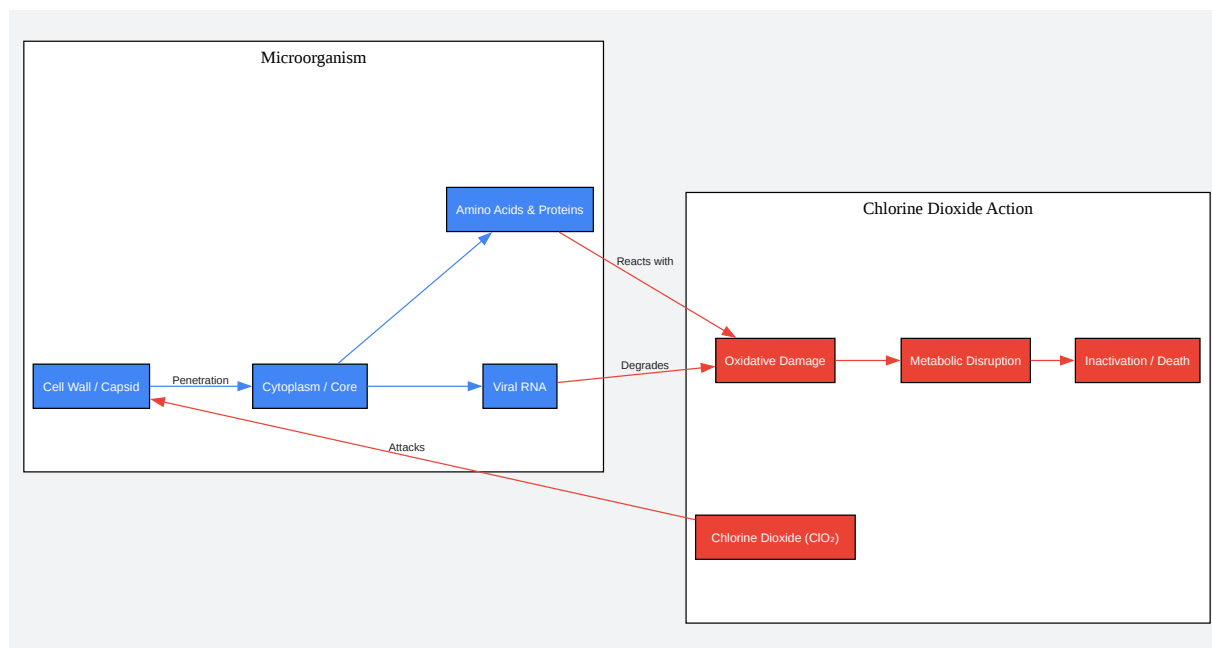 Microorganism
Amino Acids & Proteins
Cell Wall / Capsid
Penetration
Cytoplasm / Core
Viral RNA
Reacts with
Degrades
Attacks
Chlorine Dioxide Action
Oxidative Damage
Metabolic Disruption
Inactivation / Death
Chlorine Dioxide (ClO₂)